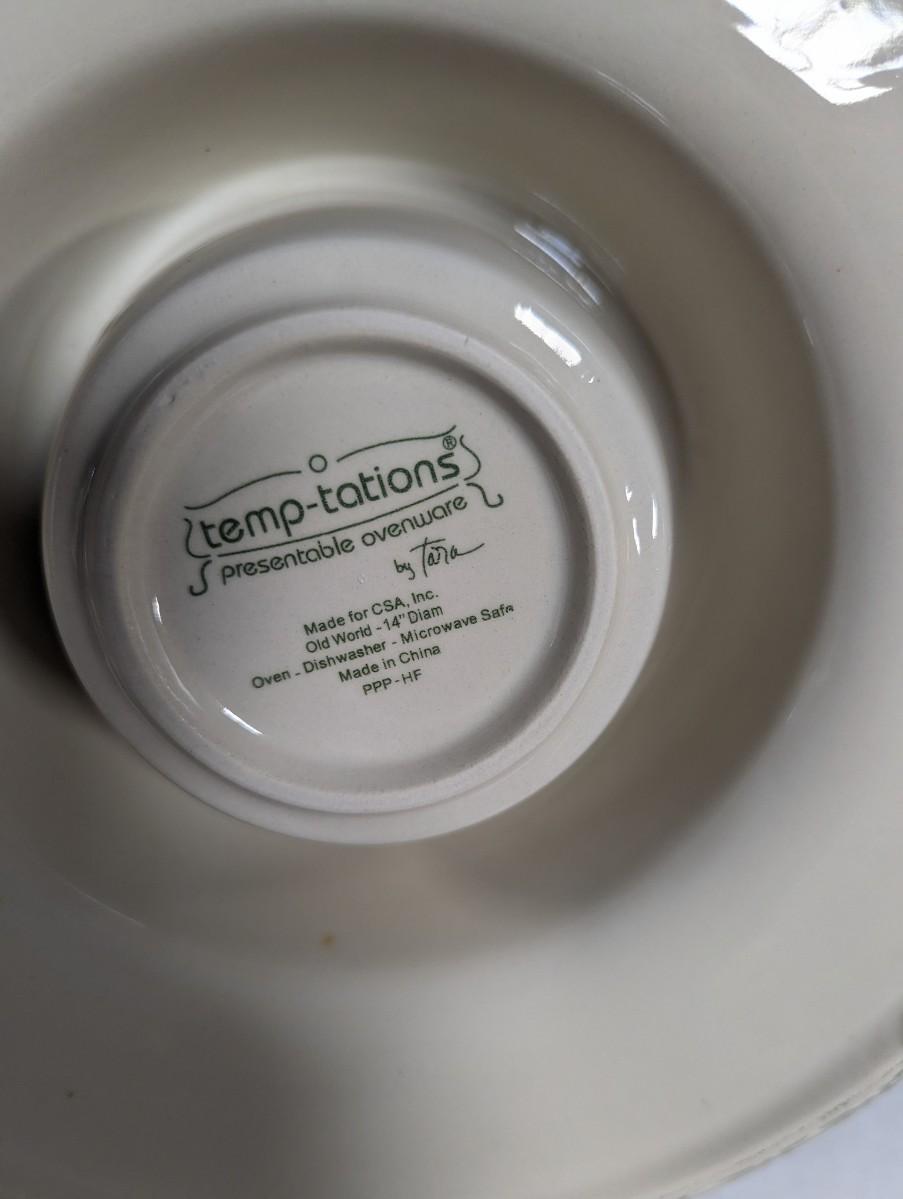 temp-tations®
presentable ovenware
by Tara
Made for CSA, Inc.
Old World - 14" Diam
Oven - Dishwasher - Microwave Safe
Made in China
PPP - HF